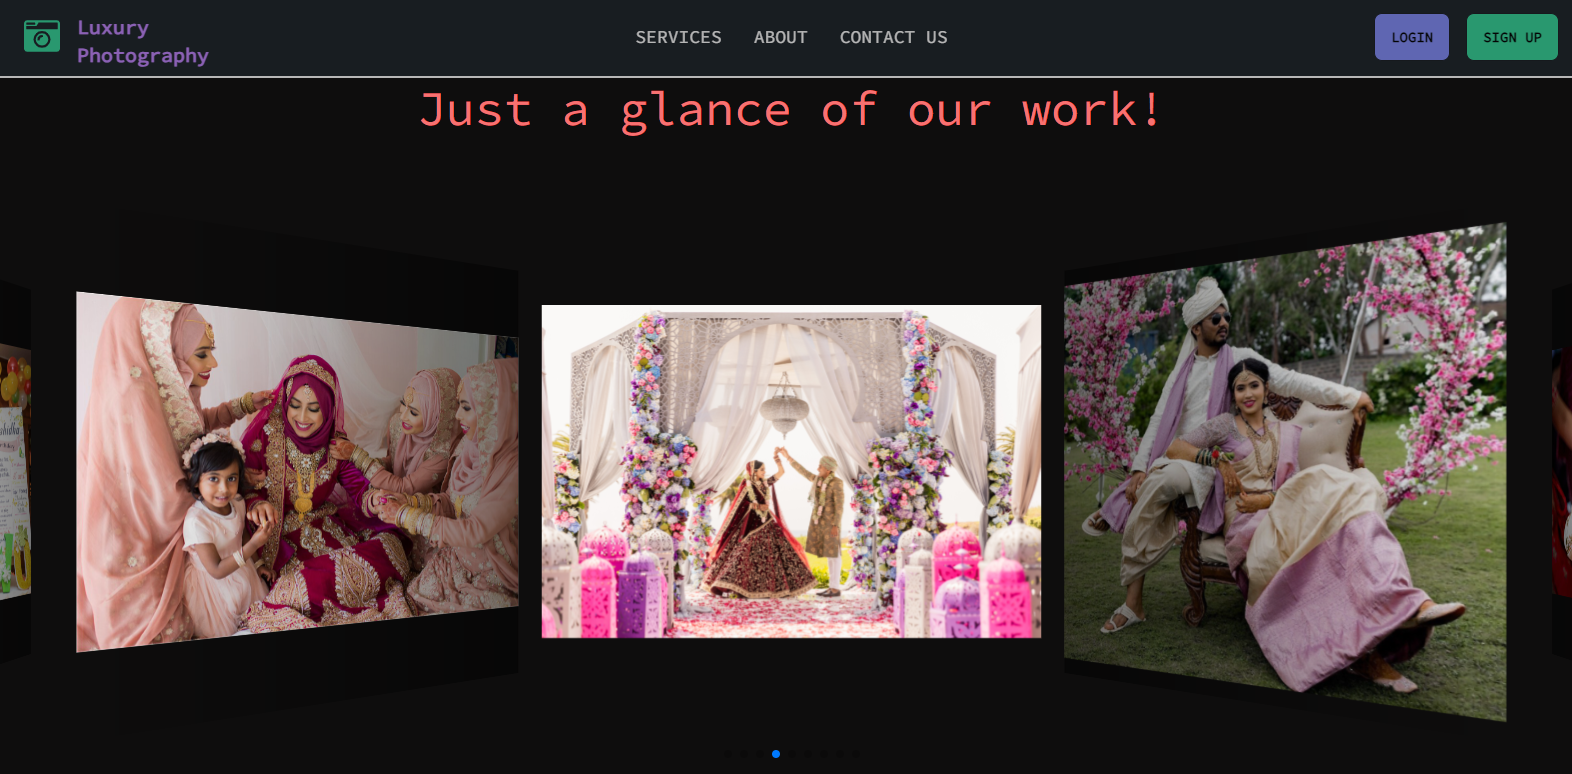 Luxury
Photography
SERVICES ABOUT CONTACT US
LOGIN SIGN UP
Just a glance of our work!